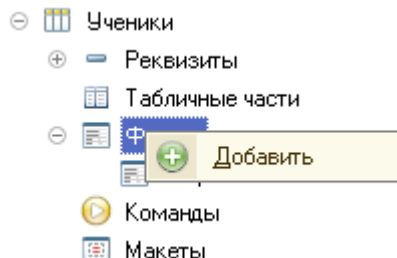 Ученики
Реквизиты
Табличные части
Добавить
Команды
Макеты